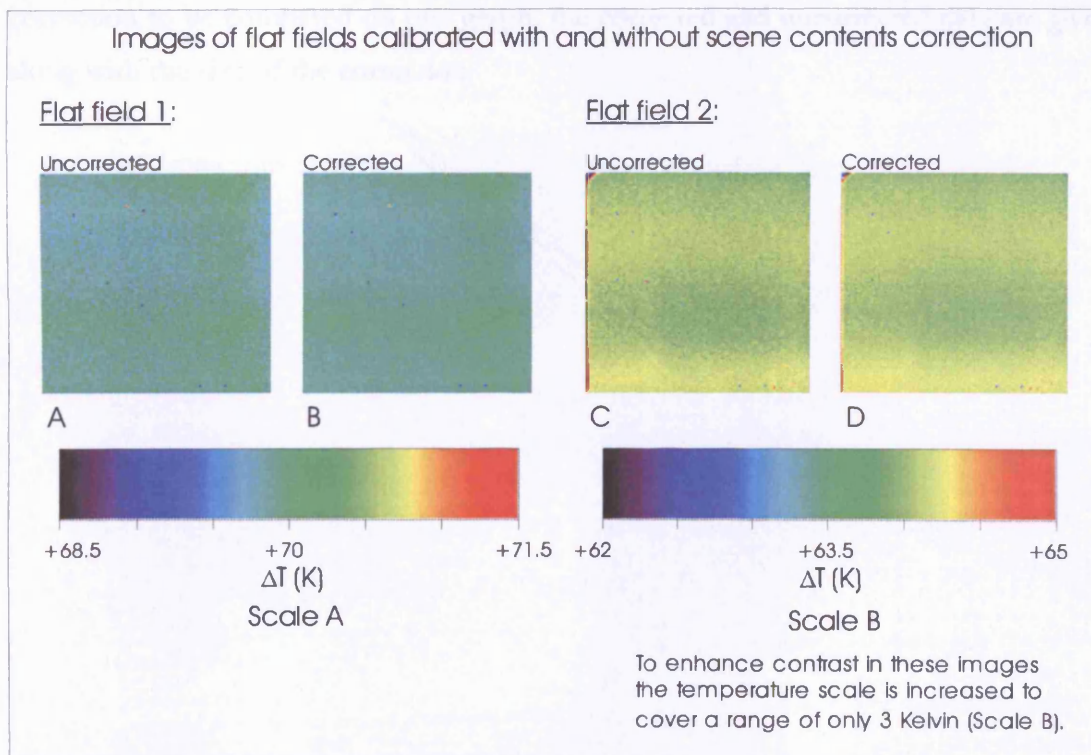 Images of flat fields calibrated with and without scene contents correction
Flat field 1:
Flat field 2:
Uncorrected
Corrected
Uncorrected
Corrected
A
B
C
D
+68.5 +70 +71.5
ΔT (K)
Scale A
+62 +63.5 +65
ΔT (K)
Scale B
To enhance contrast in these images
the temperature scale is increased to
cover a range of only 3 Kelvin (Scale B).